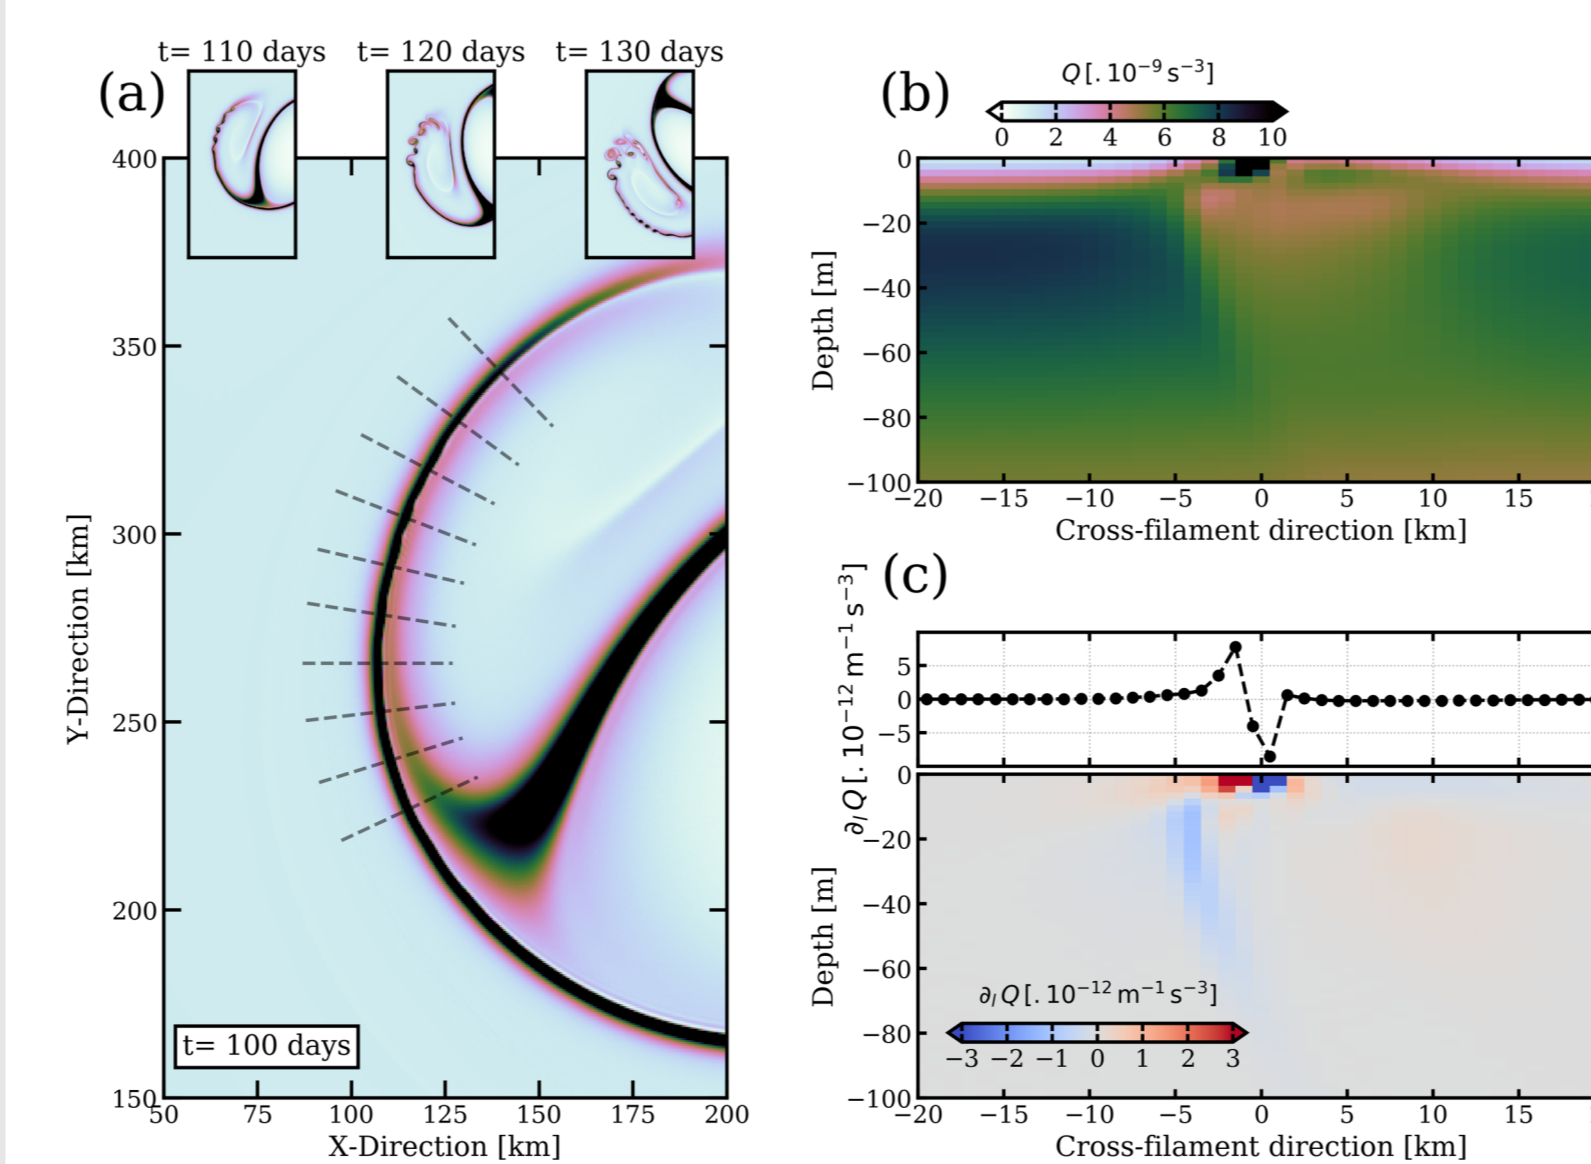 t= 110 days t= 120 days t= 130 days
(a)
400
350
300
250
200
150
Y-Direction [km]
t= 100 days
50 75 100 125 150 175 200
X-Direction [km]
(b)
Q [. 10⁻⁹ s⁻³]
0 2 4 6 8 10
0
−20
−40
−60
−80
−100
Depth [m]
−20 −15 −10 −5 0 5 10 15
Cross-filament direction [km]
(c)
∂ₗ Q [. 10⁻¹² m⁻¹ s⁻³]
5
0
−5
0
−20
−40
−60
−80
−100
Depth [m]
∂ₗ Q [. 10⁻¹² m⁻¹ s⁻³]
−3 −2 −1 0 1 2 3
−20 −15 −10 −5 0 5 10 15
Cross-filament direction [km]